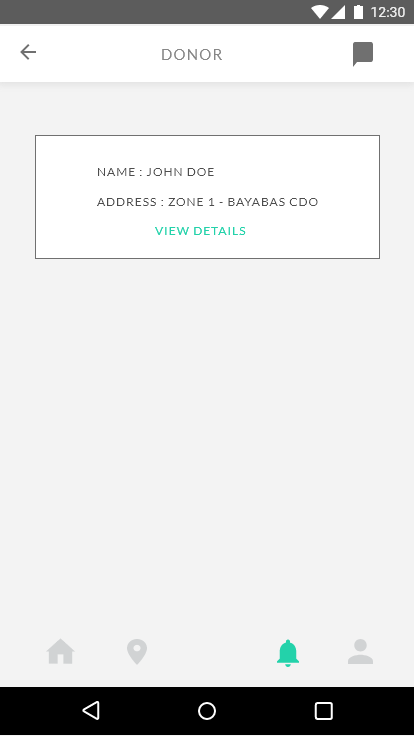 12:30
DONOR
NAME : JOHN DOE
ADDRESS : ZONE 1 - BAYABAS CDO
VIEW DETAILS